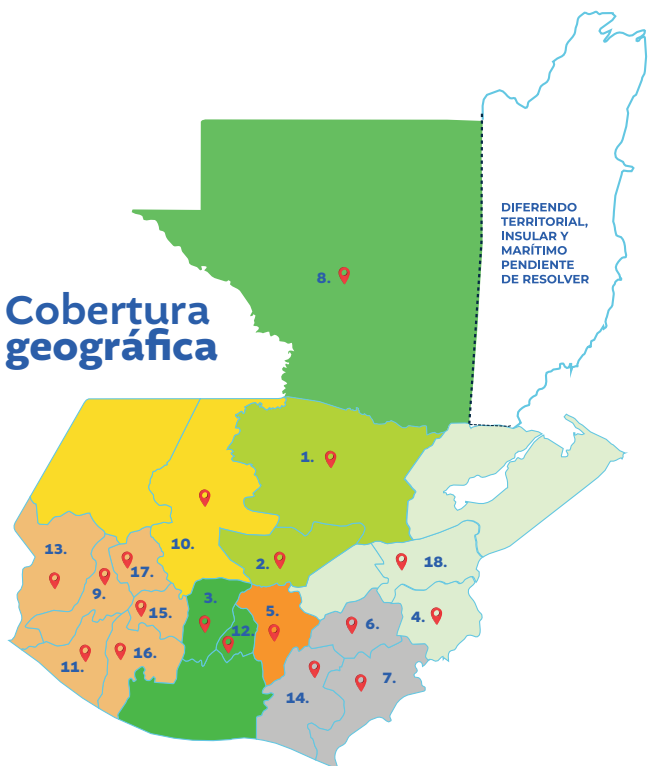 DIFERENDO
TERRITORIAL,
INSULAR Y
MARÍTIMO
PENDIENTE
DE RESOLVER
8.
Cobertura
geográfica
1.
10.
13.
2.
18.
17.
9.
3.
5.
15.
4.
12.
6.
16.
11.
7.
14.